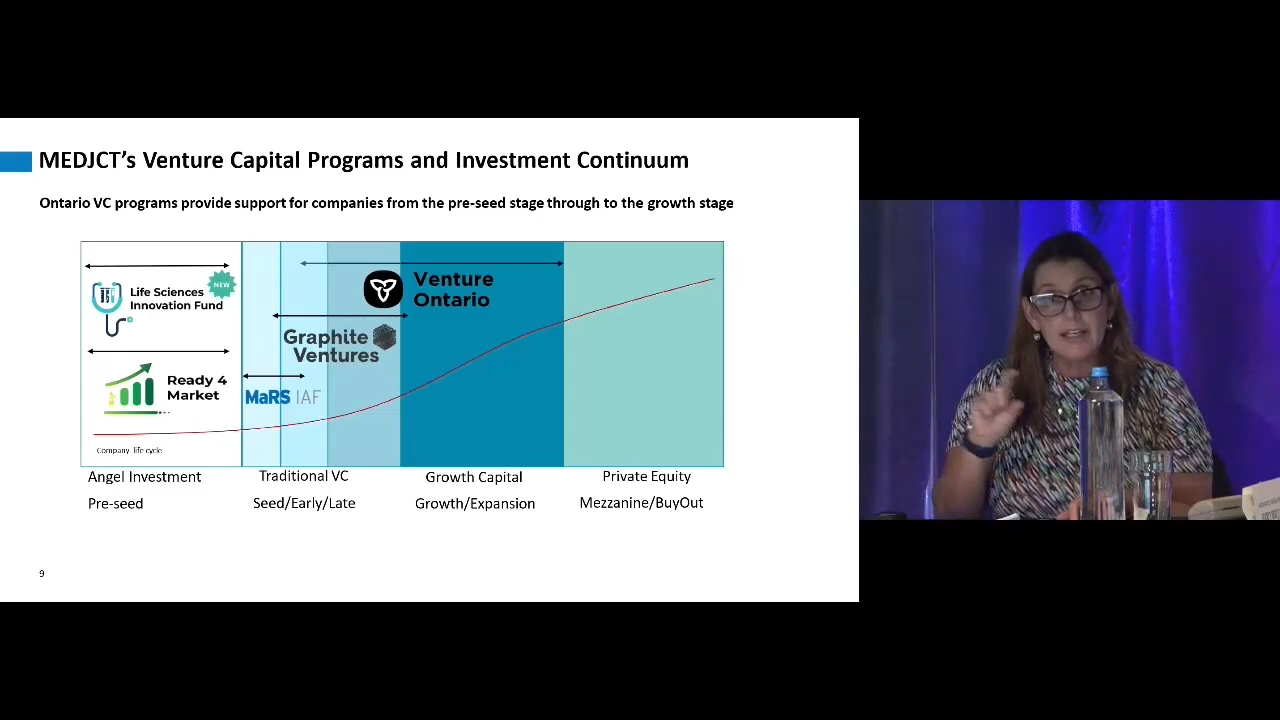 MEDJCT's Venture Capital Programs and Investment Continuum
Ontario VC programs provide support for companies from the pre-seed stage through to the growth stage
NEW
Life Sciences
Innovation Fund
Venture
Ontario
Graphite
Ventures
Ready 4
Market
MaRS IAF
Company life cycle
Angel Investment
Traditional VC
Growth Capital
Private Equity
Pre-seed
Seed/Early/Late
Growth/Expansion
Mezzanine/BuyOut
9